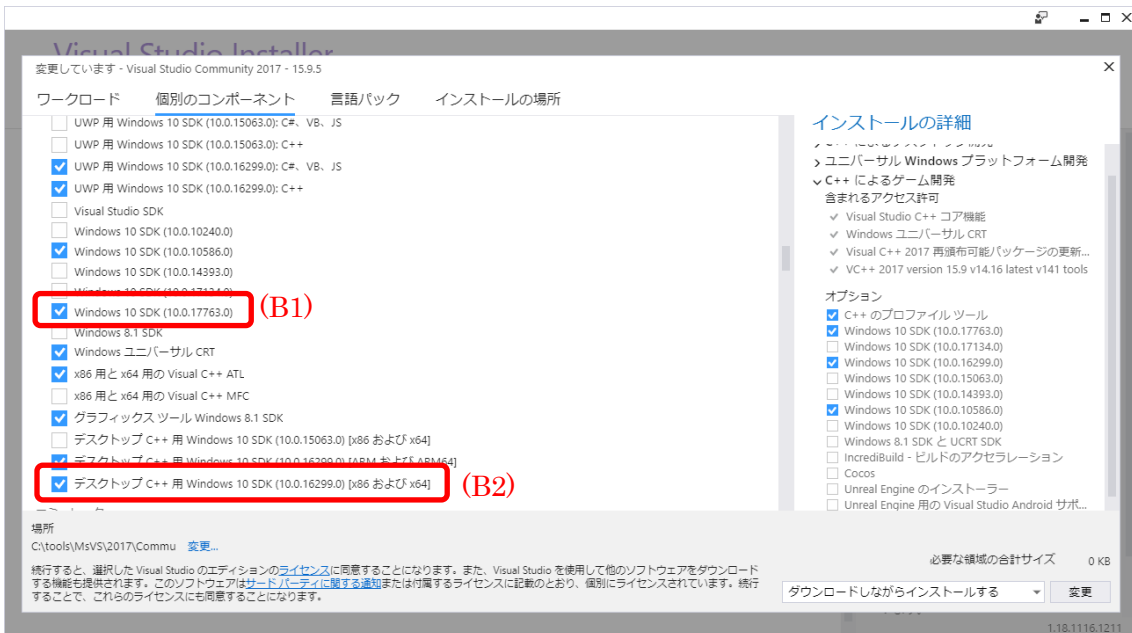 Visual Studio Installer
変更しています - Visual Studio Community 2017 - 15.9.5
ワークロード 個別のコンポーネント 言語パック インストールの場所
UWP 用 Windows 10 SDK (10.0.15063.0): C#、VB、JS
UWP 用 Windows 10 SDK (10.0.15063.0): C++
UWP 用 Windows 10 SDK (10.0.16299.0): C#、VB、JS
UWP 用 Windows 10 SDK (10.0.16299.0): C++
Visual Studio SDK
Windows 10 SDK (10.0.10240.0)
Windows 10 SDK (10.0.10586.0)
Windows 10 SDK (10.0.14393.0)
Windows 10 SDK (10.0.17134.0)
Windows 10 SDK (10.0.17763.0)
(B1)
Windows 8.1 SDK
Windows ユニバーサル CRT
x86 用と x64 用の Visual C++ ATL
x86 用と x64 用の Visual C++ MFC
グラフィックス ツール Windows 8.1 SDK
デスクトップ C++ 用 Windows 10 SDK (10.0.15063.0) [x86 および x64]
デスクトップ C++ 用 Windows 10 SDK (10.0.16299.0) [ARM および ARM64]
デスクトップ C++ 用 Windows 10 SDK (10.0.16299.0) [x86 および x64]
(B2)
インストールの詳細
C++ によるデスクトップ開発
ユニバーサル Windows プラットフォーム開発
C++ によるゲーム開発
含まれるアクセス許可
Visual Studio C++ コア機能
Windows ユニバーサル CRT
Visual C++ 2017 再頒布可能パッケージの更新...
VC++ 2017 version 15.9 v14.16 latest v141 tools
オプション
C++ のプロファイル ツール
Windows 10 SDK (10.0.17763.0)
Windows 10 SDK (10.0.17134.0)
Windows 10 SDK (10.0.16299.0)
Windows 10 SDK (10.0.15063.0)
Windows 10 SDK (10.0.14393.0)
Windows 10 SDK (10.0.10586.0)
Windows 10 SDK (10.0.10240.0)
Windows 8.1 SDK と UCRT SDK
IncrediBuild - ビルドのアクセラレーション
Cocos
Unreal Engine のインストーラー
Unreal Engine 用の Visual Studio Android サポ...
場所
C:\tools\MsVS\2017\Commu 変更...
続行すると、選択した Visual Studio のエディションのライセンスに同意することになります。また、Visual Studio を使用して他のソフトウェアをダウンロード
する機能も提供されます。このソフトウェアはサード パーティに関する通知または付属するライセンスに記載のとおり、個別にライセンスされています。続行
することで、これらのライセンスにも同意することになります。
必要な領域の合計サイズ 0 KB
ダウンロードしながらインストールする 変更
1.18.1116.1211